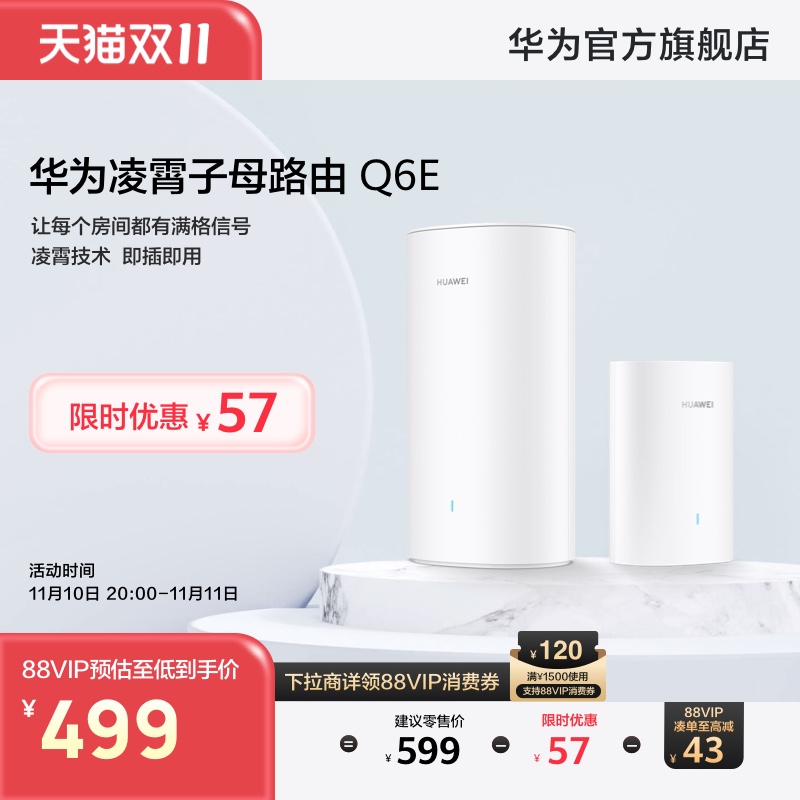 天猫双11
华为官方旗舰店
华为凌霄子母路由 Q6E
让每个房间都有满格信号
凌霄技术 即插即用
HUAWEI
HUAWEI
限时优惠 ¥57
活动时间
11月10日 20:00-11月11日
88VIP预估至低到手价
¥499
下拉商详领88VIP消费券
¥120
满¥1500使用
支持88VIP消费券
=
建议零售价
¥599
-
限时优惠
¥57
-
88VIP
凑单至高减
¥43